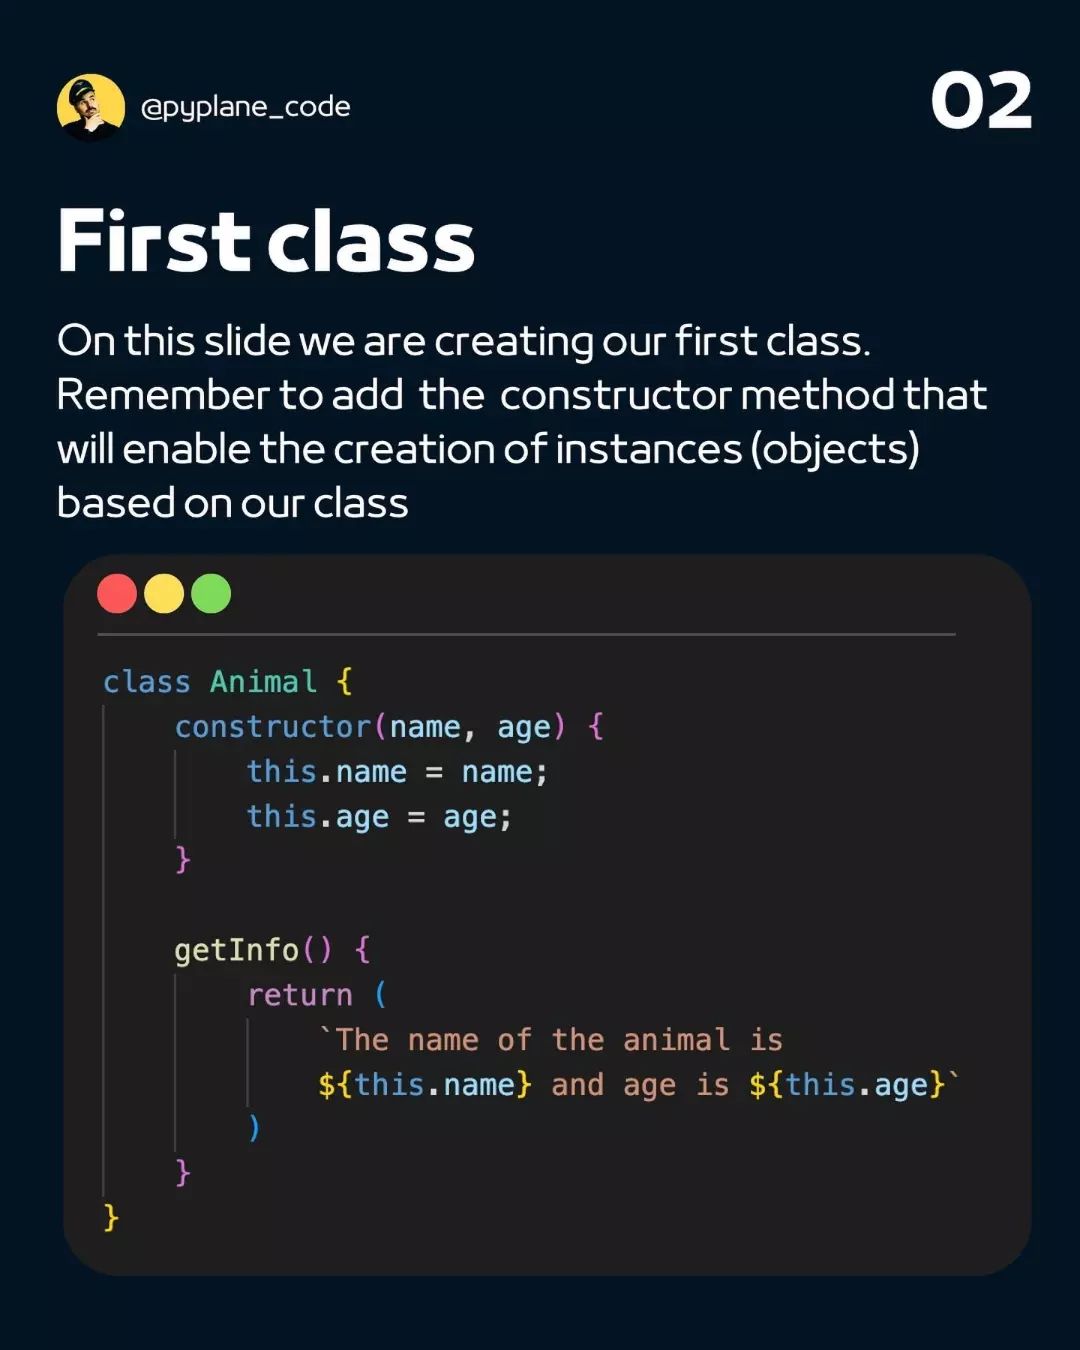 @pyplane_code
02
First class
On this slide we are creating our first class.
Remember to add the constructor method that
will enable the creation of instances (objects)
based on our class
class Animal {
    constructor(name, age) {
        this.name = name;
        this.age = age;
    }
    getInfo() {
        return (
            `The name of the animal is
            ${this.name} and age is ${this.age}`
        )
    }
}